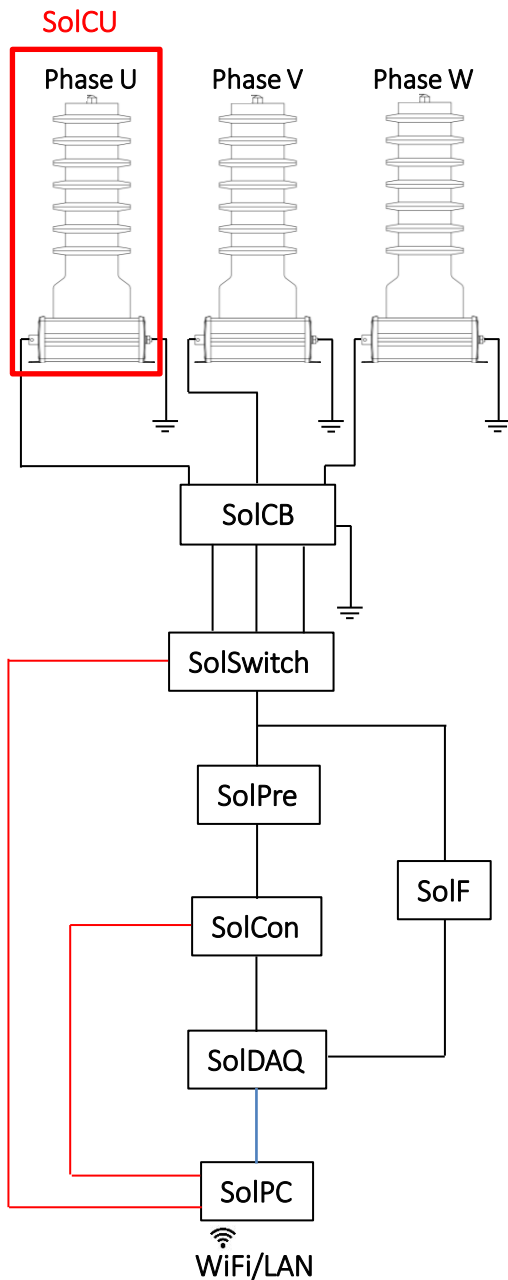 SolCU
Phase U
Phase V
Phase W
SolCB
SolSwitch
SolPre
SolF
SolCon
SolDAQ
SolPC
WiFi/LAN